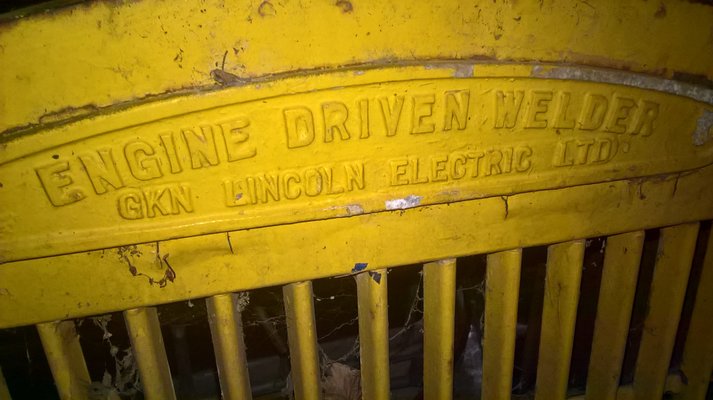 ENGINE DRIVEN WELDER
GKN LINCOLN ELECTRIC LTD